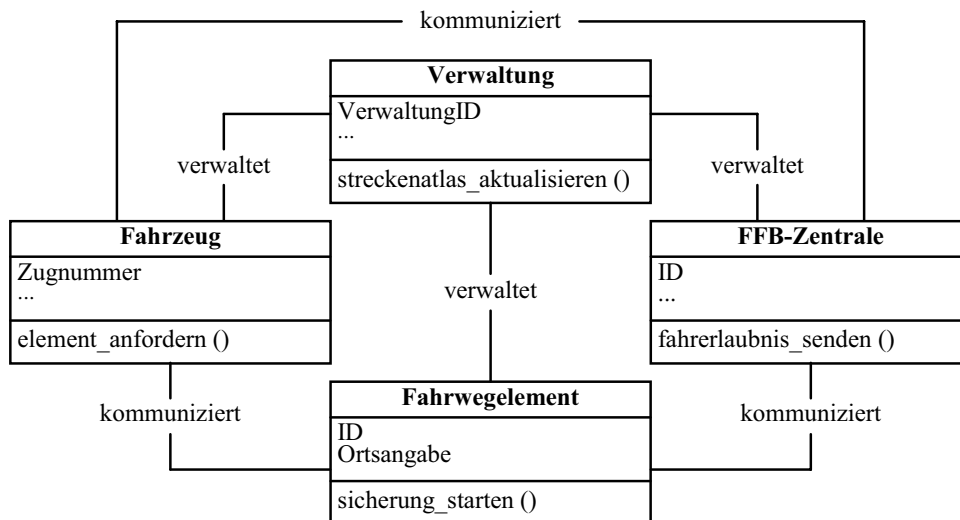 kommuniziert
Verwaltung
VerwaltungID
...
streckenatlas_aktualisieren ()
verwaltet
verwaltet
Fahrzeug
Zugnummer
...
element_anfordern ()
verwaltet
FFB-Zentrale
ID
...
fahrerlaubnis_senden ()
kommuniziert
Fahrwegelement
ID
Ortsangabe
sicherung_starten ()
kommuniziert